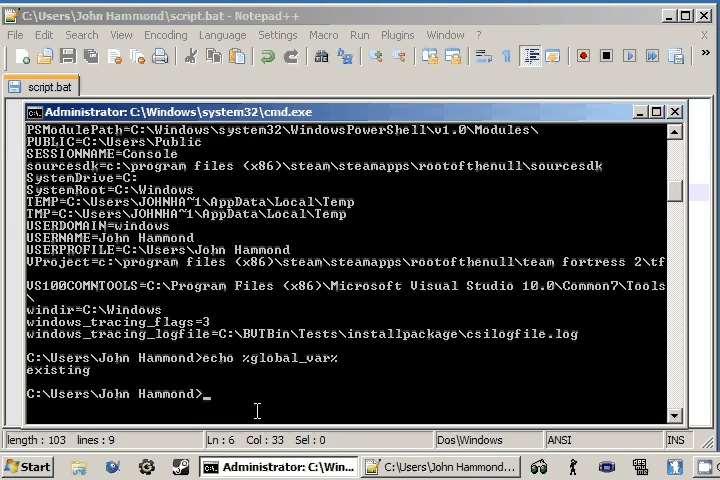 C:\Users\John Hammond\script.bat - Notepad++
File Edit Search View Encoding Language Settings Macro Run Plugins Window ? X
script.bat
Administrator: C:\Windows\system32\cmd.exe
PSModulePath=C:\Windows\system32\WindowsPowerShell\v1.0\Modules\
PUBLIC=C:\Users\Public
SESSIONNAME=Console
sourcesdk=c:\program files (x86)\steam\steamapps\rootofthenull\sourcesdk
SystemDrive=C:
SystemRoot=C:\Windows
TEMP=C:\Users\JOHNHA~1\AppData\Local\Temp
TMP=C:\Users\JOHNHA~1\AppData\Local\Temp
USERDOMAIN=windows
USERNAME=John Hammond
USERPROFILE=C:\Users\John Hammond
VProject=c:\program files (x86)\steam\steamapps\rootofthenull\team fortress 2\tf
VS100COMNTOOLS=C:\Program Files (x86)\Microsoft Visual Studio 10.0\Common7\Tools
\
windir=C:\Windows
windows_tracing_flags=3
windows_tracing_logfile=C:\BVTBin\Tests\installpackage\csilogfile.log
C:\Users\John Hammond>echo %global_var%
existing
C:\Users\John Hammond>_
length : 103 lines : 9 Ln : 6 Col : 33 Sel : 0 Dos\Windows ANSI INS
Start Administrator: C:\Win... C:\Users\John Hammond...